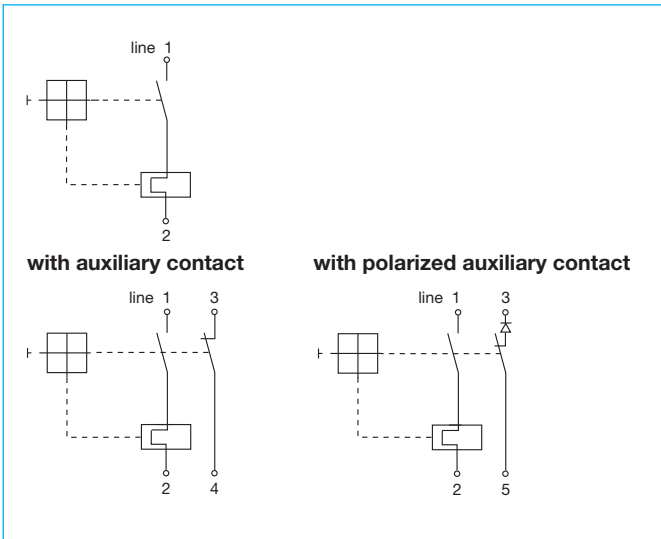 line 1
2
with auxiliary contact
line 1 3
2 4
with polarized auxiliary contact
line 1 3
2 5